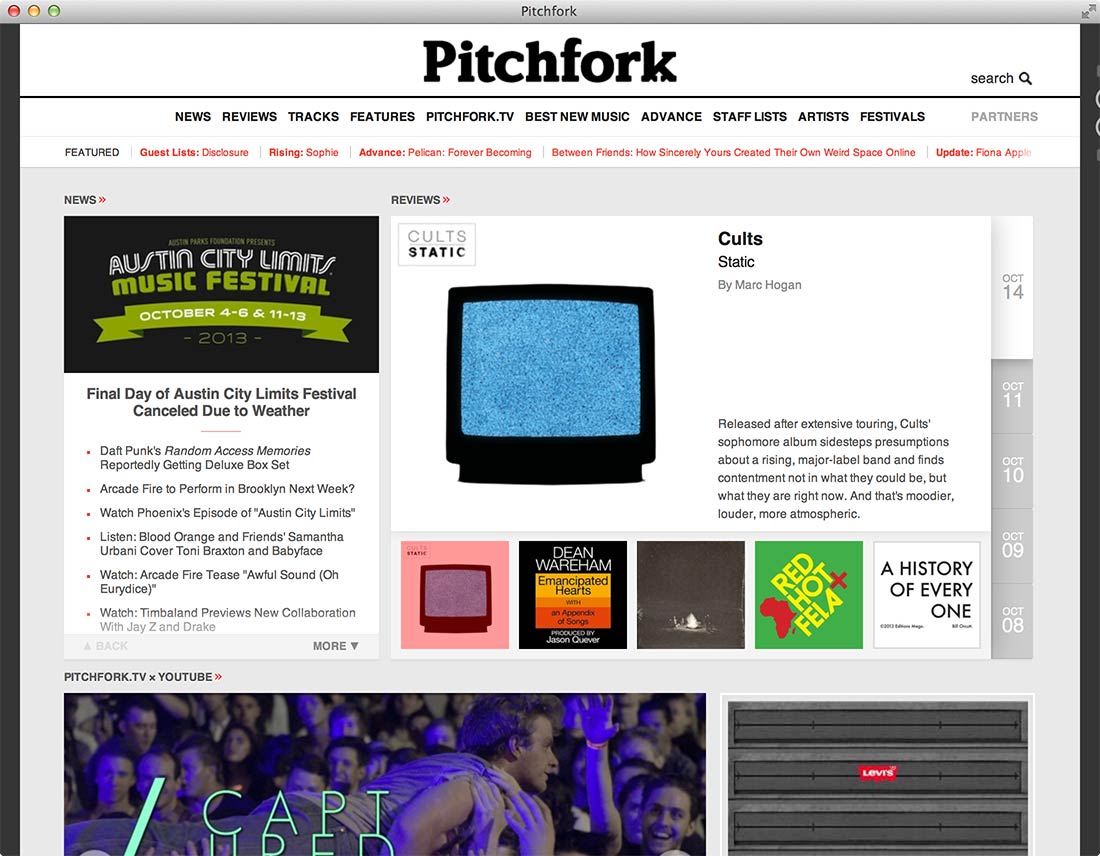 Pitchfork
Pitchfork
search
NEWS REVIEWS TRACKS FEATURES PITCHFORK.TV BEST NEW MUSIC ADVANCE STAFF LISTS ARTISTS FESTIVALS PARTNERS
FEATURED Guest Lists: Disclosure Rising: Sophie Advance: Pelican: Forever Becoming Between Friends: How Sincerely Yours Created Their Own Weird Space Online Update: Fiona Apple
NEWS »
AUSTIN PARKS FOUNDATION PRESENTS
AUSTIN CITY LIMITS
MUSIC FESTIVAL
OCTOBER 4-6 & 11-13
- 2013 -
Final Day of Austin City Limits Festival
Canceled Due to Weather
Daft Punk's Random Access Memories
Reportedly Getting Deluxe Box Set
Arcade Fire to Perform in Brooklyn Next Week?
Watch Phoenix's Episode of "Austin City Limits"
Listen: Blood Orange and Friends' Samantha
Urbani Cover Toni Braxton and Babyface
Watch: Arcade Fire Tease "Awful Sound (Oh
Eurydice)"
Watch: Timbaland Previews New Collaboration
With Jay Z and Drake
▲ BACK MORE ▼
REVIEWS »
CULTS
STATIC
Cults
Static
By Marc Hogan
Released after extensive touring, Cults'
sophomore album sidesteps presumptions
about a rising, major-label band and finds
contentment not in what they could be, but
what they are right now. And that's moodier,
louder, more atmospheric.
OCT
14
OCT
11
OCT
10
OCT
09
OCT
08
CULTS
STATIC
DEAN
WAREHAM
Emancipated
Hearts
WITH
an Appendix
of Songs
PRODUCED BY
Jason Quever
RED
HOT +
FELA
A HISTORY
OF EVERY
ONE
©2013 Editions Mego. Bill Orcutt.
PITCHFORK.TV × YOUTUBE »
CAPT
URED
LEVI'S